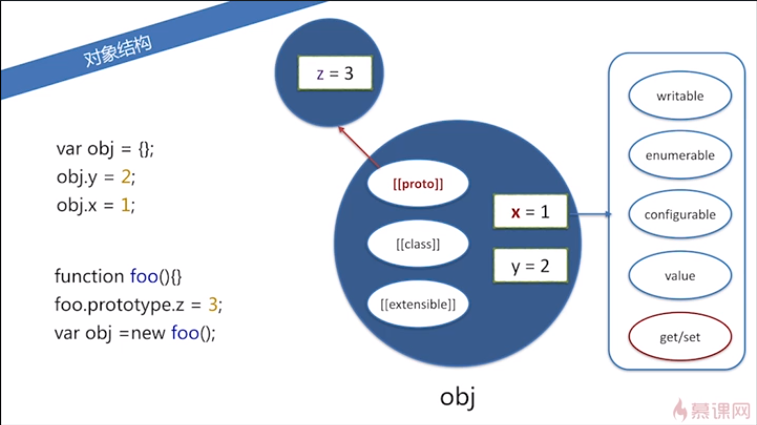 对象结构
var obj = {};
obj.y = 2;
obj.x = 1;
function foo(){}
foo.prototype.z = 3;
var obj =new foo();
z = 3
[[proto]]
[[class]]
[[extensible]]
x = 1
y = 2
obj
writable
enumerable
configurable
value
get/set
慕课网